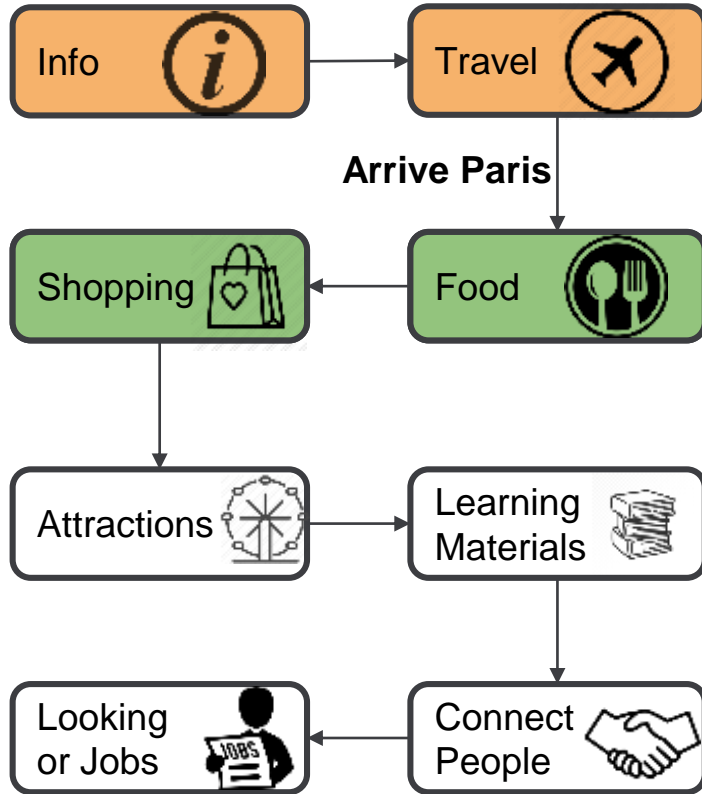 Info
Travel
Arrive Paris
Shopping
Food
Attractions
Learning
Materials
Looking
or Jobs
JOBS
Connect
People